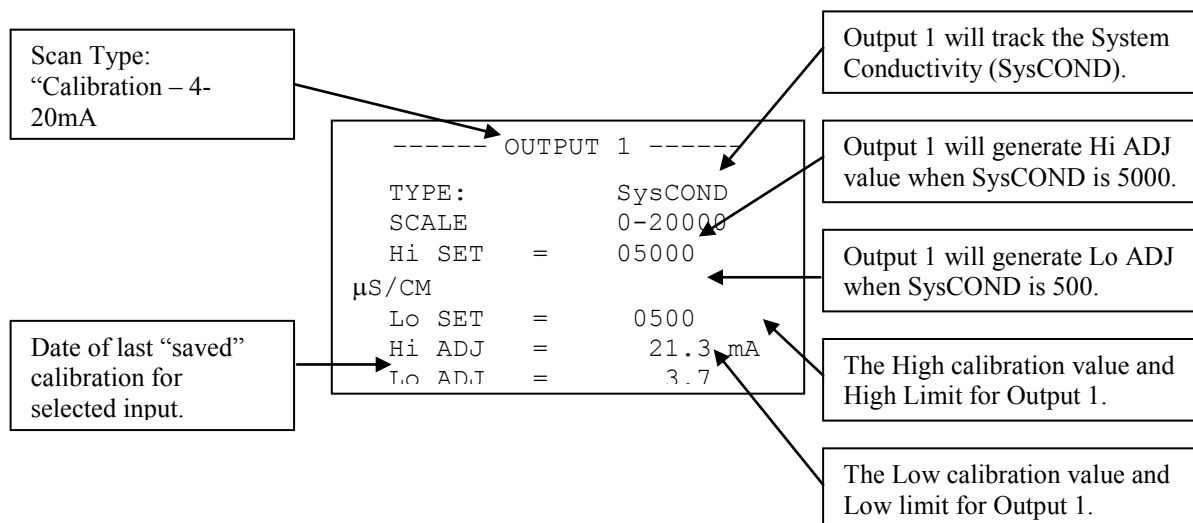 Scan Type:
“Calibration – 4-
20mA
Date of last “saved”
calibration for
selected input.
------ OUTPUT 1 ------
TYPE: SysCOND
SCALE 0-20000
Hi SET = 05000
µS/CM
Lo SET = 0500
Hi ADJ = 21.3 mA
Lo ADJ = 3.7
Output 1 will track the System
Conductivity (SysCOND).
Output 1 will generate Hi ADJ
value when SysCOND is 5000.
Output 1 will generate Lo ADJ
when SysCOND is 500.
The High calibration value and
High Limit for Output 1.
The Low calibration value and
Low limit for Output 1.